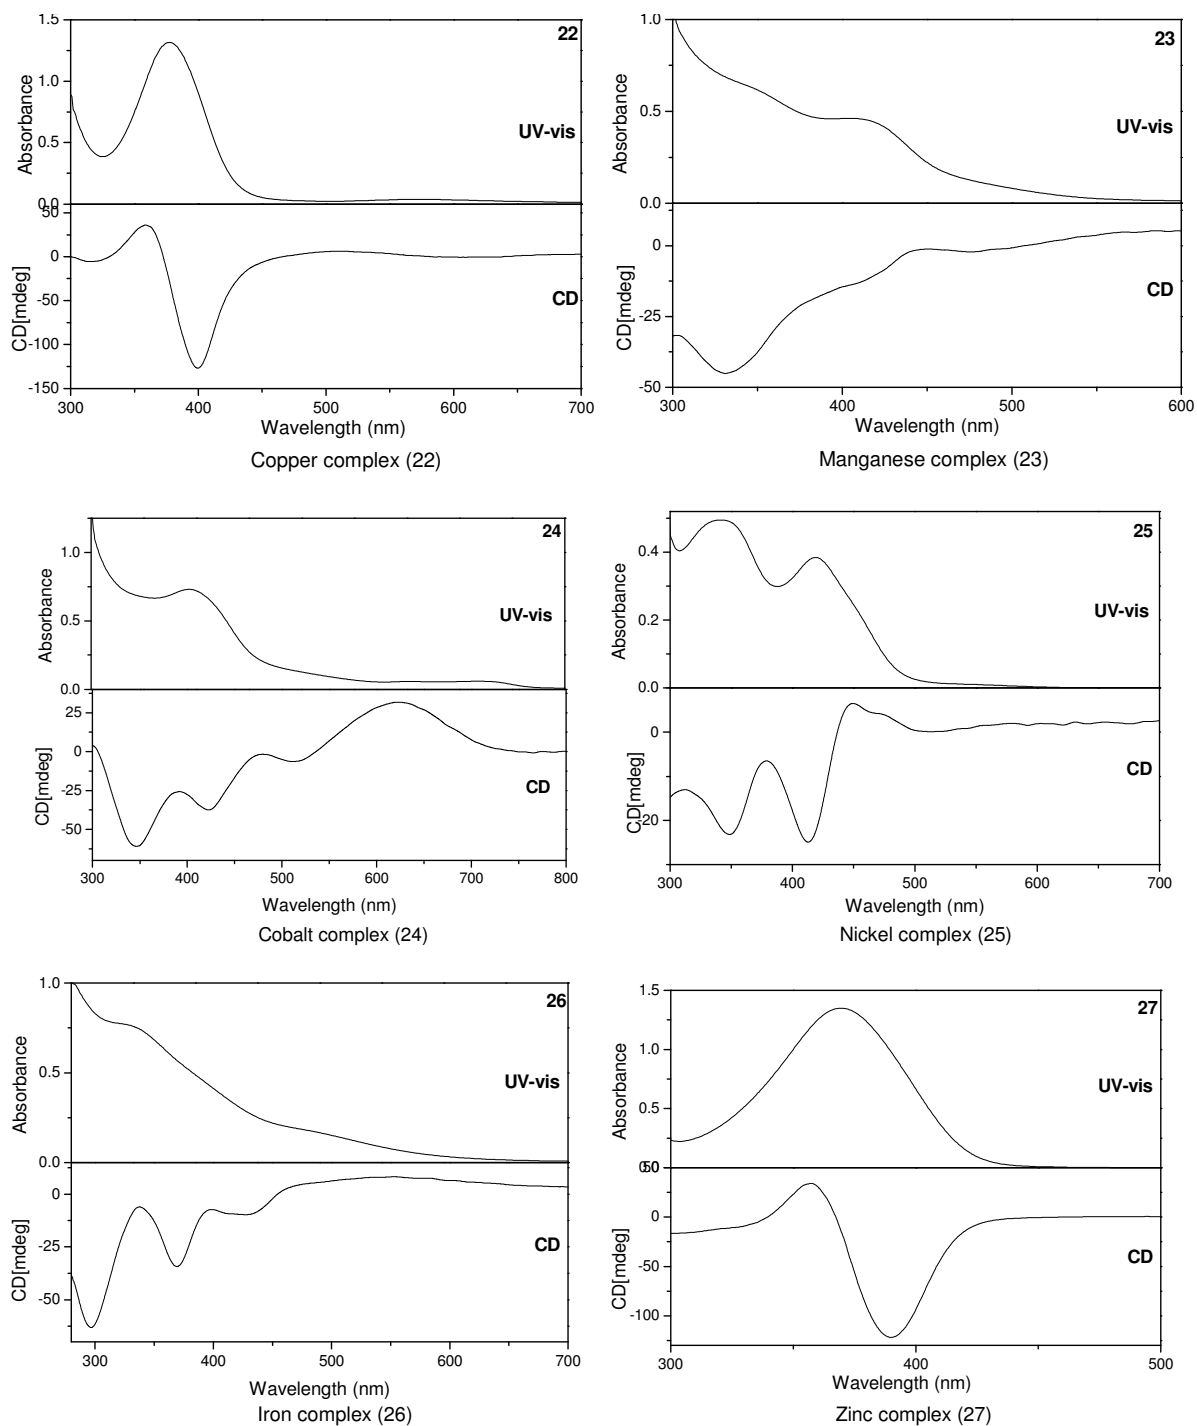 22
1.5
1.0
0.5
0.0
Absorbance
UV-vis
50
0
-50
-100
-150
CD[mdeg]
CD
300 400 500 600 700
Wavelength (nm)
Copper complex (22)
23
1.0
0.5
0.0
Absorbance
UV-vis
0
-25
-50
CD[mdeg]
CD
300 400 500 600
Wavelength (nm)
Manganese complex (23)
24
1.0
0.5
0.0
Absorbance
UV-vis
25
0
-25
-50
CD[mdeg]
CD
300 400 500 600 700 800
Wavelength (nm)
Cobalt complex (24)
25
0.4
0.2
0.0
Absorbance
UV-vis
0
-20
CD[mdeg]
CD
300 400 500 600 700
Wavelength (nm)
Nickel complex (25)
26
1.0
0.5
0.0
Absorbance
UV-vis
0
-25
-50
CD[mdeg]
CD
300 400 500 600 700
Wavelength (nm)
Iron complex (26)
27
1.5
1.0
0.5
0.0
Absorbance
UV-vis
50
0
-50
-100
CD[mdeg]
CD
300 400 500
Wavelength (nm)
Zinc complex (27)